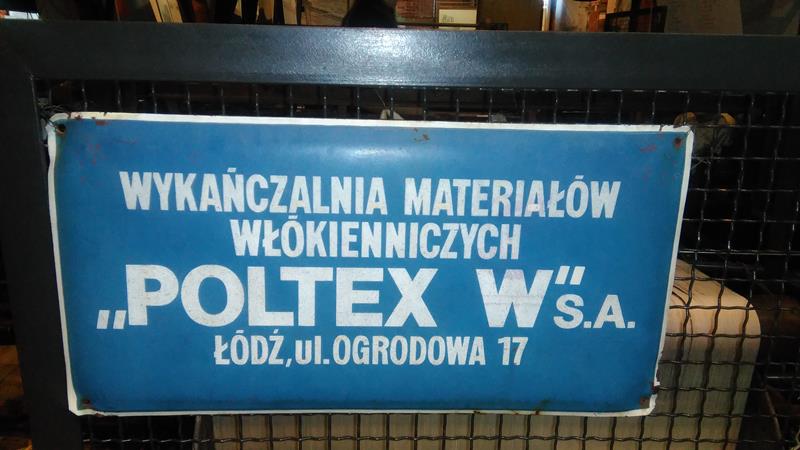 WYKAŃCZALNIA MATERIAŁÓW
WŁÓKIENNICZYCH
„POLTEX W“ S.A.
ŁÓDŹ, ul. OGRODOWA 17